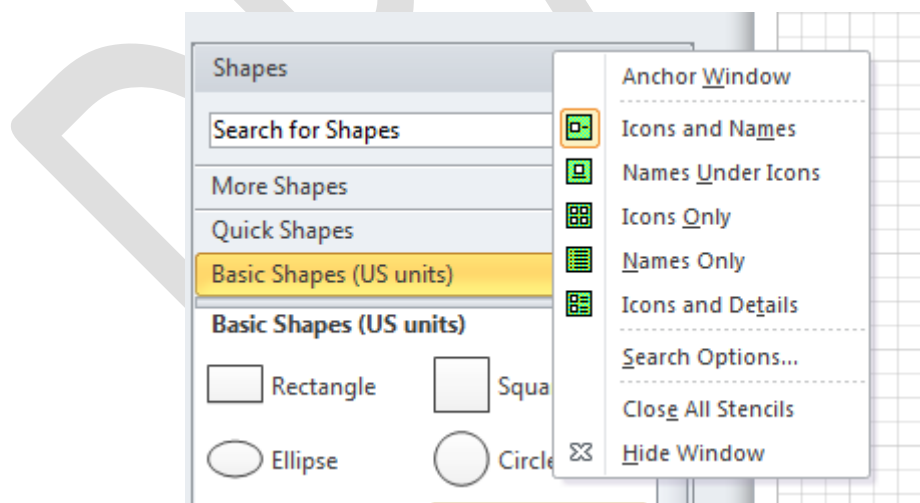 Shapes
Search for Shapes
More Shapes
Quick Shapes
Basic Shapes (US units)
Basic Shapes (US units)
Rectangle
Squa
Ellipse
Circle
Anchor Window
Icons and Names
Names Under Icons
Icons Only
Names Only
Icons and Details
Search Options...
Close All Stencils
Hide Window